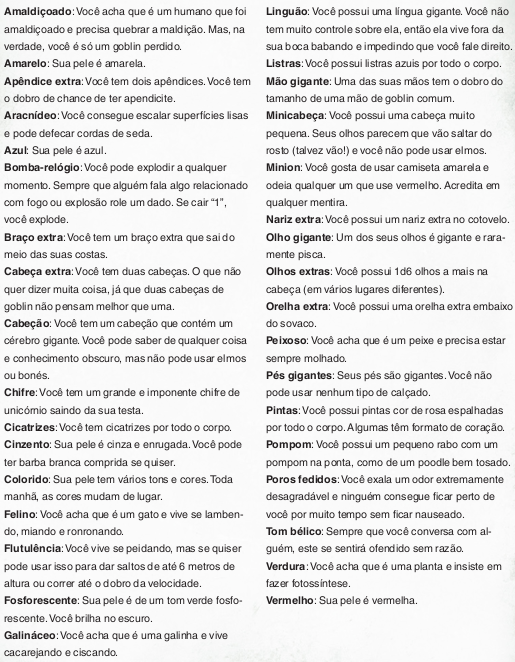 Amaldiçoado: Você acha que é um humano que foi
amaldiçoado e precisa quebrar a maldição. Mas, na
verdade, você é só um goblin perdido.
Amarelo: Sua pele é amarela.
Apêndice extra: Você tem dois apêndices. Você tem
o dobro de chance de ter apendicite.
Aracnídeo: Você consegue escalar superfícies lisas
e pode defecar cordas de seda.
Azul: Sua pele é azul.
Bomba-relógio: Você pode explodir a qualquer
momento. Sempre que alguém fala algo relacionado
com fogo ou explosão role um dado. Se cair “1”,
você explode.
Braço extra: Você tem um braço extra que sai do
meio das suas costas.
Cabeça extra: Você tem duas cabeças. O que não
quer dizer muita coisa, já que duas cabeças de
goblin não pensam melhor que uma.
Cabeção: Você tem um cabeção que contém um
cérebro gigante. Você pode saber de qualquer coisa
e conhecimento obscuro, mas não pode usar elmos
ou bonés.
Chifre: Você tem um grande e imponente chifre de
unicórnio saindo da sua testa.
Cicatrizes: Você tem cicatrizes por todo o corpo.
Cinzento: Sua pele é cinza e enrugada. Você pode
ter barba branca comprida se quiser.
Colorido: Sua pele tem vários tons e cores. Toda
manhã, as cores mudam de lugar.
Felino: Você acha que é um gato e vive se lamben-
do, miando e ronronando.
Flutulência: Você vive se peidando, mas se quiser
pode usar isso para dar saltos de até 6 metros de
altura ou correr até o dobro da velocidade.
Fosforescente: Sua pele é de um tom verde fosfo-
rescente. Você brilha no escuro.
Galináceo: Você acha que é uma galinha e vive
cacarejando e ciscando.
Linguão: Você possui uma língua gigante. Você não
tem muito controle sobre ela, então ela vive fora da
sua boca babando e impedindo que você fale direito.
Listras: Você possui listras azuis por todo o corpo.
Mão gigante: Uma das suas mãos tem o dobro do
tamanho de uma mão de goblin comum.
Minicabeça: Você possui uma cabeça muito
pequena. Seus olhos parecem que vão saltar do
rosto (talvez vão!) e você não pode usar elmos.
Minion: Você gosta de usar camiseta amarela e
odeia qualquer um que use vermelho. Acredita em
qualquer mentira.
Nariz extra: Você possui um nariz extra no cotovelo.
Olho gigante: Um dos seus olhos é gigante e rara-
mente pisca.
Olhos extras: Você possui 1d6 olhos a mais na
cabeça (em vários lugares diferentes).
Orelha extra: Você possui uma orelha extra embaixo
do sovaco.
Peixoso: Você acha que é um peixe e precisa estar
sempre molhado.
Pés gigantes: Seus pés são gigantes. Você não
pode usar nenhum tipo de calçado.
Pintas: Você possui pintas cor de rosa espalhadas
por todo o corpo. Algumas têm formato de coração.
Pompom: Você possui um pequeno rabo com um
pompom na ponta, como de um poodle bem tosado.
Poros fedidos: Você exala um odor extremamente
desagradável e ninguém consegue ficar perto de
você por muito tempo sem ficar nauseado.
Tom bélico: Sempre que você conversa com al-
guém, este se sentirá ofendido sem razão.
Verdura: Você acha que é uma planta e insiste em
fazer fotossíntese.
Vermelho: Sua pele é vermelha.